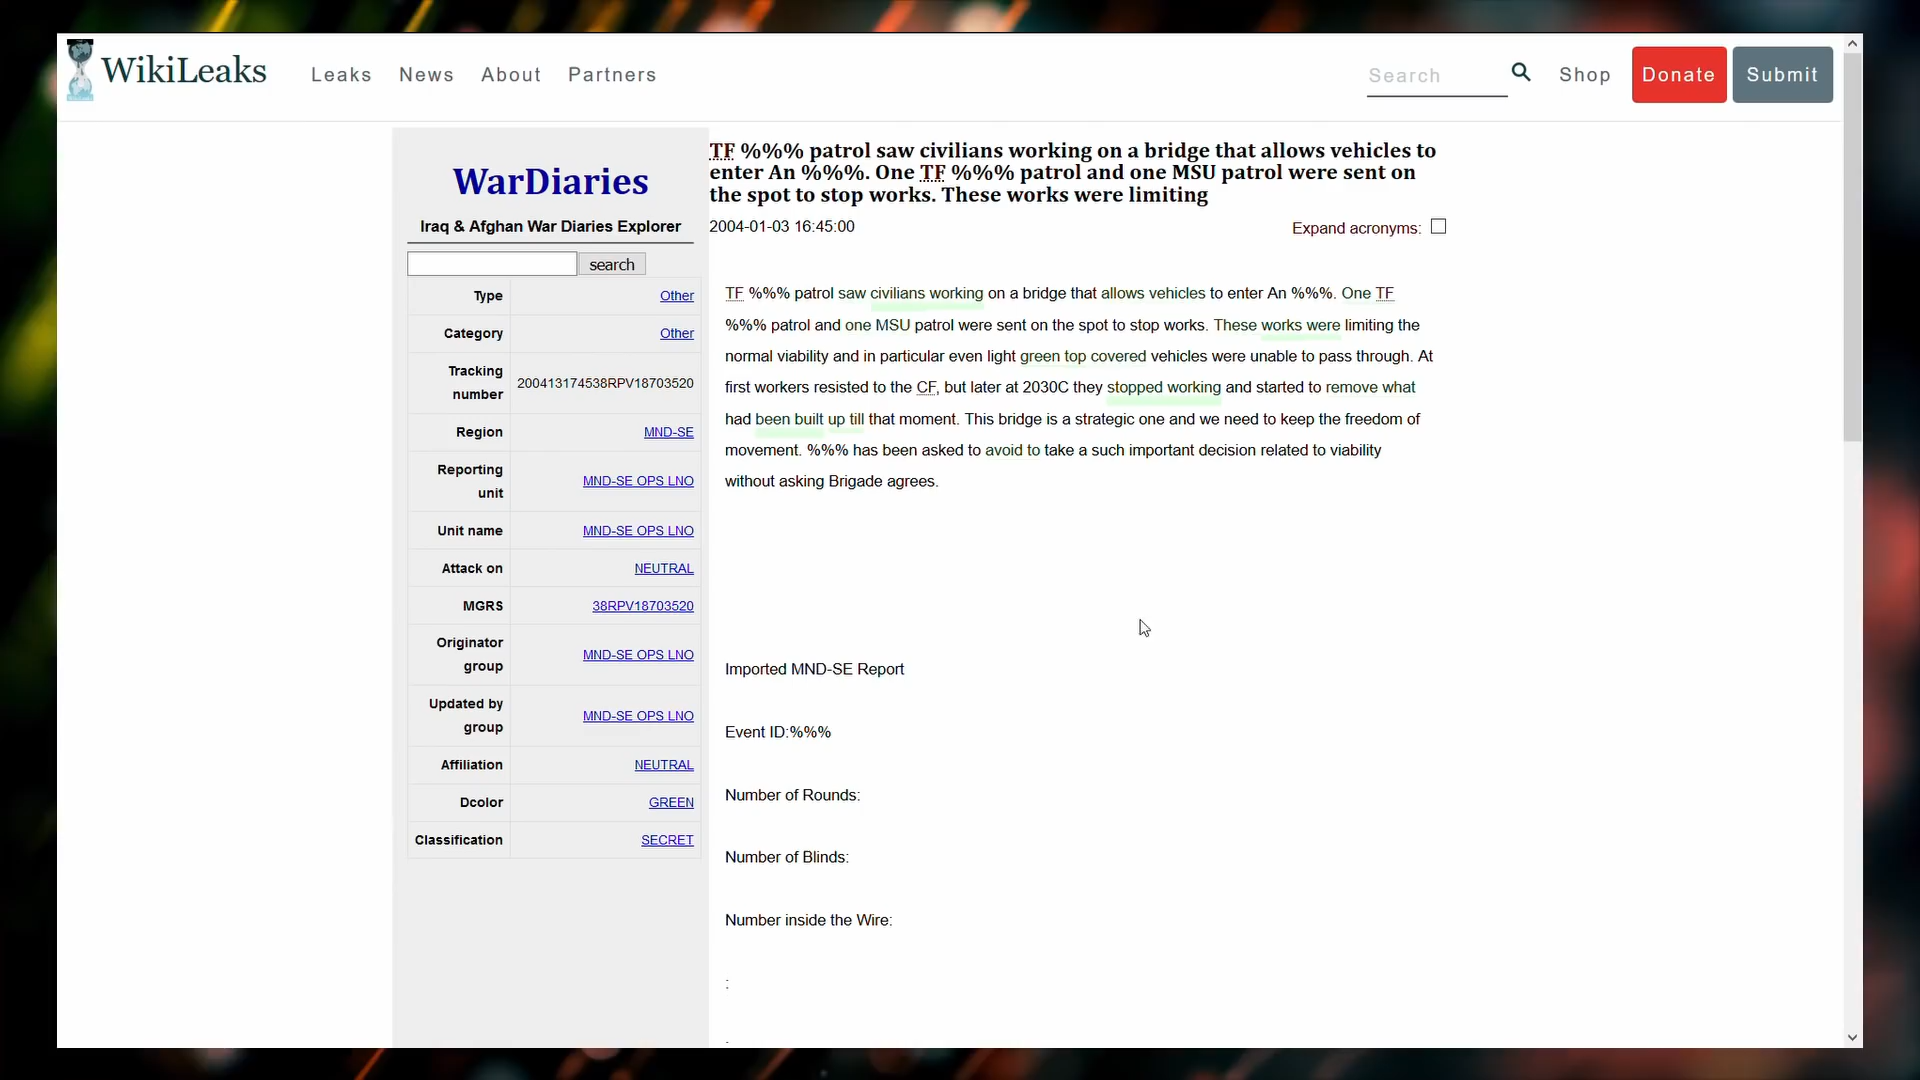 WikiLeaks
Leaks News About Partners
Search
Shop
Donate
Submit
WarDiaries
Iraq & Afghan War Diaries Explorer
search
Type Other
Category Other
Tracking number 200413174538RPV18703520
Region MND-SE
Reporting unit MND-SE OPS LNO
Unit name MND-SE OPS LNO
Attack on NEUTRAL
MGRS 38RPV18703520
Originator group MND-SE OPS LNO
Updated by group MND-SE OPS LNO
Affiliation NEUTRAL
Dcolor GREEN
Classification SECRET
TF %%% patrol saw civilians working on a bridge that allows vehicles to
enter An %%%. One TF %%% patrol and one MSU patrol were sent on
the spot to stop works. These works were limiting
2004-01-03 16:45:00
Expand acronyms:
TF %%% patrol saw civilians working on a bridge that allows vehicles to enter An %%%. One TF
%%% patrol and one MSU patrol were sent on the spot to stop works. These works were limiting the
normal viability and in particular even light green top covered vehicles were unable to pass through. At
first workers resisted to the CF, but later at 2030C they stopped working and started to remove what
had been built up till that moment. This bridge is a strategic one and we need to keep the freedom of
movement. %%% has been asked to avoid to take a such important decision related to viability
without asking Brigade agrees.
Imported MND-SE Report
Event ID:%%%
Number of Rounds:
Number of Blinds:
Number inside the Wire:
: